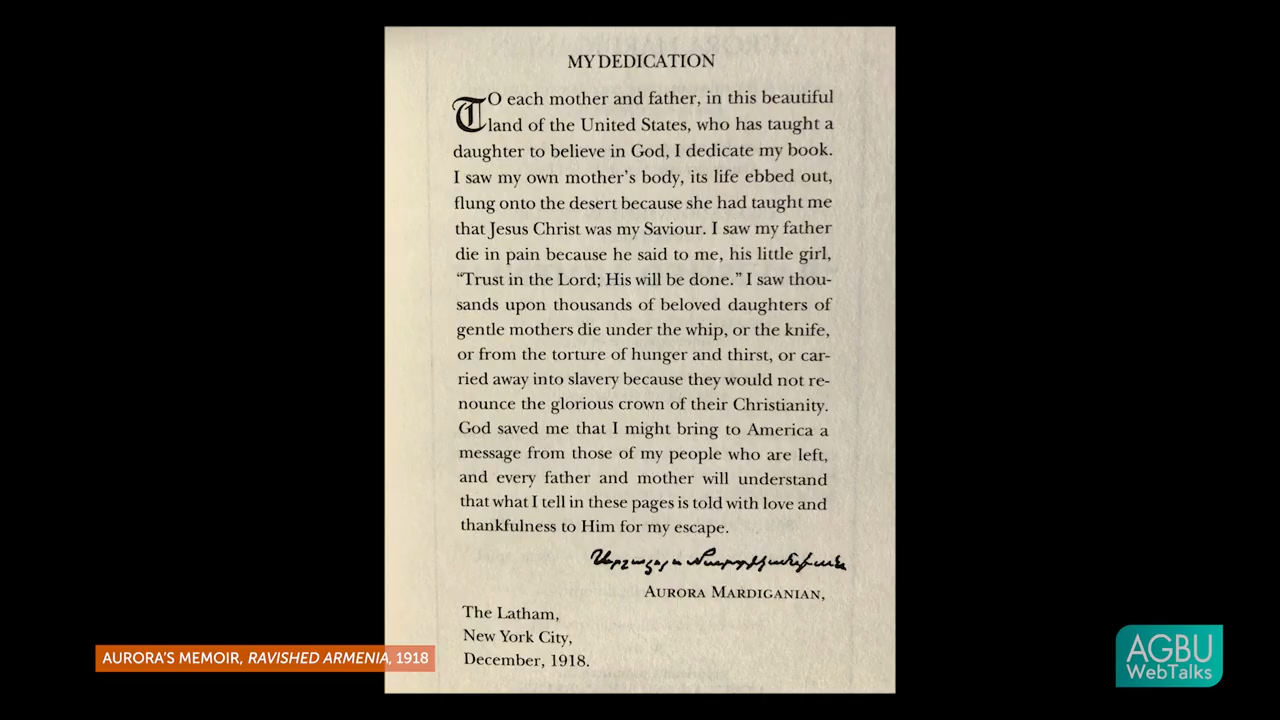 MY DEDICATION
TO each mother and father, in this beautiful
land of the United States, who has taught a
daughter to believe in God, I dedicate my book.
I saw my own mother's body, its life ebbed out,
flung onto the desert because she had taught me
that Jesus Christ was my Saviour. I saw my father
die in pain because he said to me, his little girl,
“Trust in the Lord; His will be done.” I saw thou-
sands upon thousands of beloved daughters of
gentle mothers die under the whip, or the knife,
or from the torture of hunger and thirst, or car-
ried away into slavery because they would not re-
nounce the glorious crown of their Christianity.
God saved me that I might bring to America a
message from those of my people who are left,
and every father and mother will understand
that what I tell in these pages is told with love and
thankfulness to Him for my escape.
AURORA MARDIGANIAN,
The Latham,
New York City,
December, 1918.
AURORA'S MEMOIR, RAVISHED ARMENIA, 1918
AGBU
WebTalks